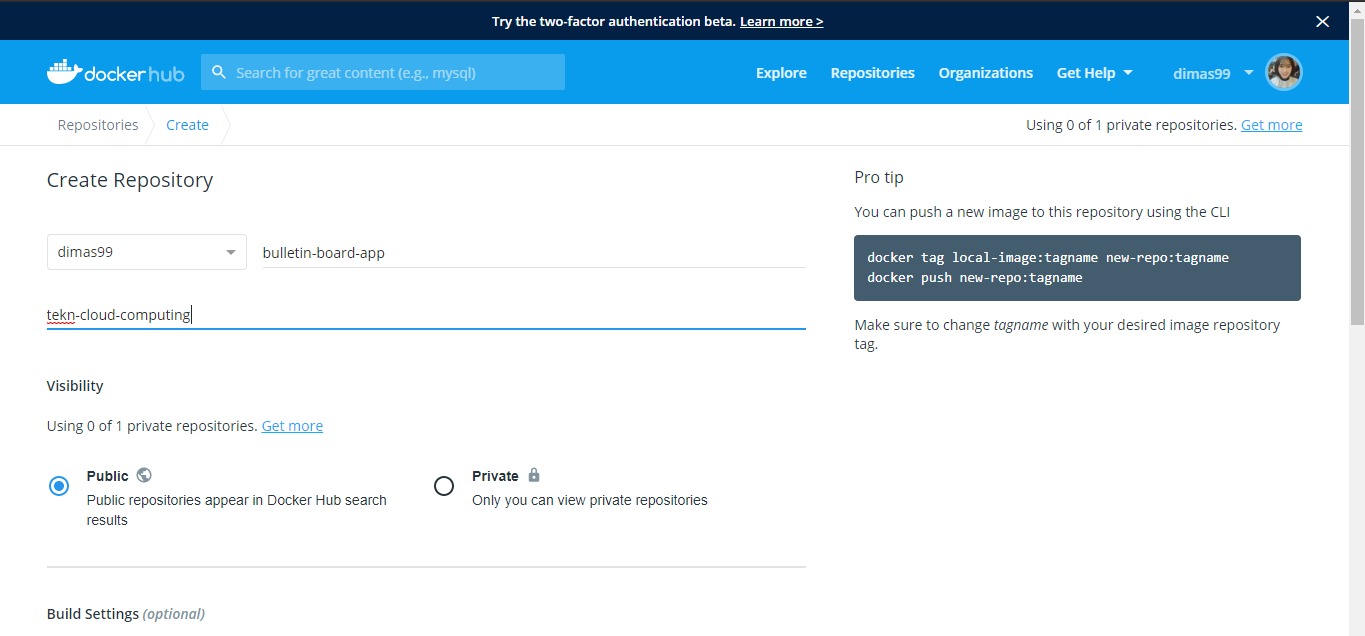 Try the two-factor authentication beta. Learn more >
docker hub
Search for great content (e.g., mysql)
Explore
Repositories
Organizations
Get Help
dimas99
Repositories
Create
Using 0 of 1 private repositories. Get more
Create Repository
dimas99
bulletin-board-app
tekn-cloud-computing
Visibility
Using 0 of 1 private repositories. Get more
Public
Public repositories appear in Docker Hub search
results
Private
Only you can view private repositories
Build Settings (optional)
Pro tip
You can push a new image to this repository using the CLI
docker tag local-image:tagname new-repo:tagname
docker push new-repo:tagname
Make sure to change tagname with your desired image repository
tag.